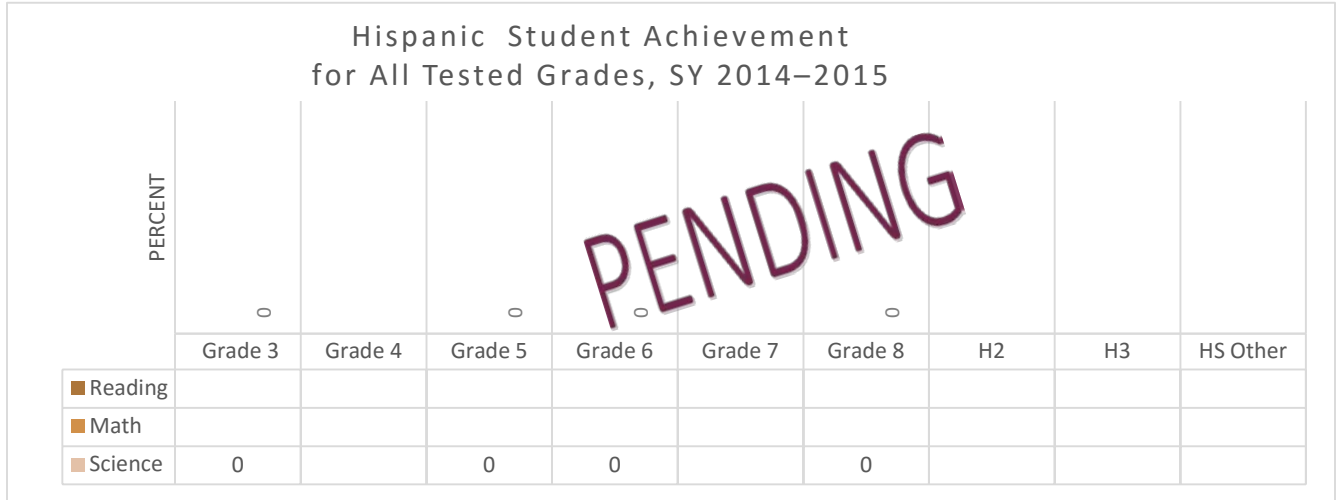 Hispanic Student Achievement
for All Tested Grades, SY 2014–2015
PERCENT
PENDING
0 0 0 0
Grade 3 Grade 4 Grade 5 Grade 6 Grade 7 Grade 8 H2 H3 HS Other
Reading
Math
Science 0 0 0 0